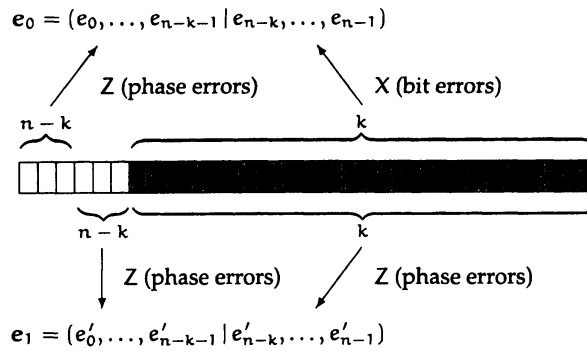 e₀ = (e₀, . . . , eₙ₋ₖ₋₁ | eₙ₋ₖ, . . . , eₙ₋₁)
Z (phase errors) X (bit errors)
n − k k
n − k k
Z (phase errors) Z (phase errors)
e₁ = (e′₀, . . . , e′ₙ₋ₖ₋₁ | e′ₙ₋ₖ, . . . , e′ₙ₋₁)